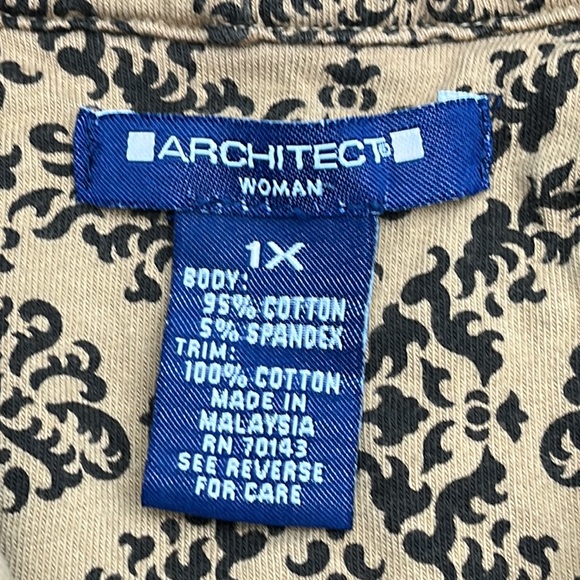 ARCHITECT®
WOMAN
1X
BODY:
95% COTTON
5% SPANDEX
TRIM:
100% COTTON
MADE IN
MALAYSIA
RN 70143
SEE REVERSE
FOR CARE